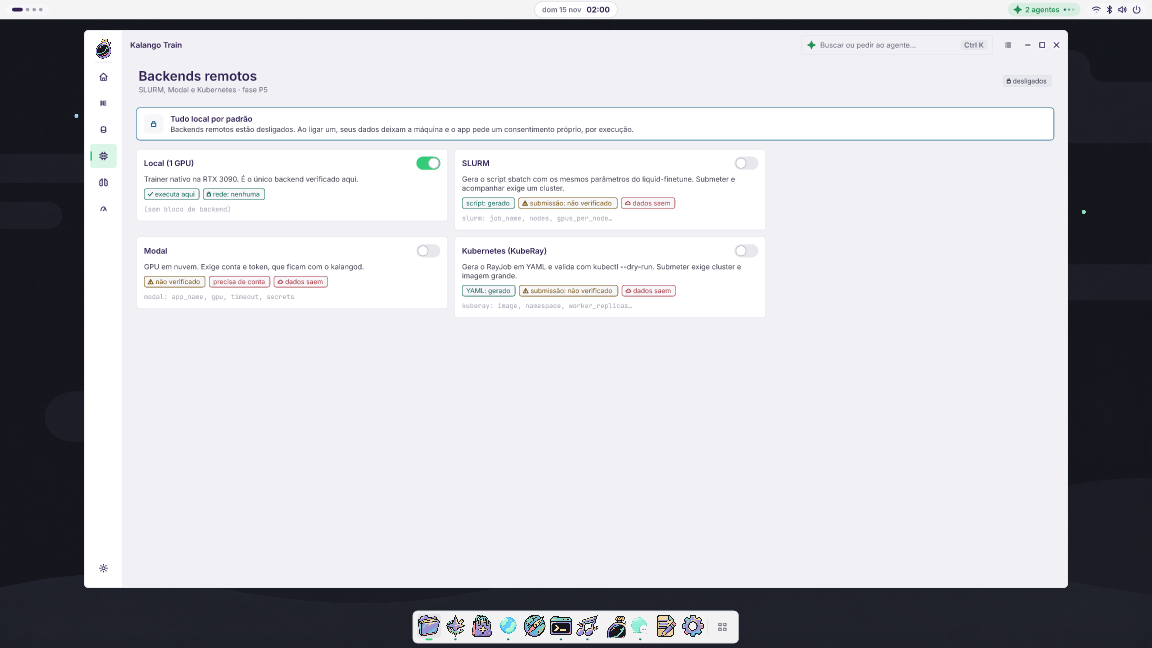 dom 15 nov 02:00
2 agentes
Kalango Train
Buscar ou pedir ao agente...
Ctrl K
Backends remotos
SLURM, Modal e Kubernetes · fase P5
desligados
Tudo local por padrão
Backends remotos estão desligados. Ao ligar um, seus dados deixam a máquina e o app pede um consentimento próprio, por execução.
Local (1 GPU)
Trainer nativo na RTX 3090. É o único backend verificado aqui.
executa aqui
rede: nenhuma
(sem bloco de backend)
SLURM
Gera o script sbatch com os mesmos parâmetros do liquid-finetune. Submeter e
acompanhar exige um cluster.
script: gerado
submissão: não verificado
dados saem
slurm: job_name, nodes, gpus_per_node…
Modal
GPU em nuvem. Exige conta e token, que ficam com o kalangod.
não verificado
precisa de conta
dados saem
modal: app_name, gpu, timeout, secrets
Kubernetes (KubeRay)
Gera o RayJob em YAML e valida com kubectl --dry-run. Submeter exige cluster e
imagem grande.
YAML: gerado
submissão: não verificado
dados saem
kuberay: image, namespace, worker_replicas…